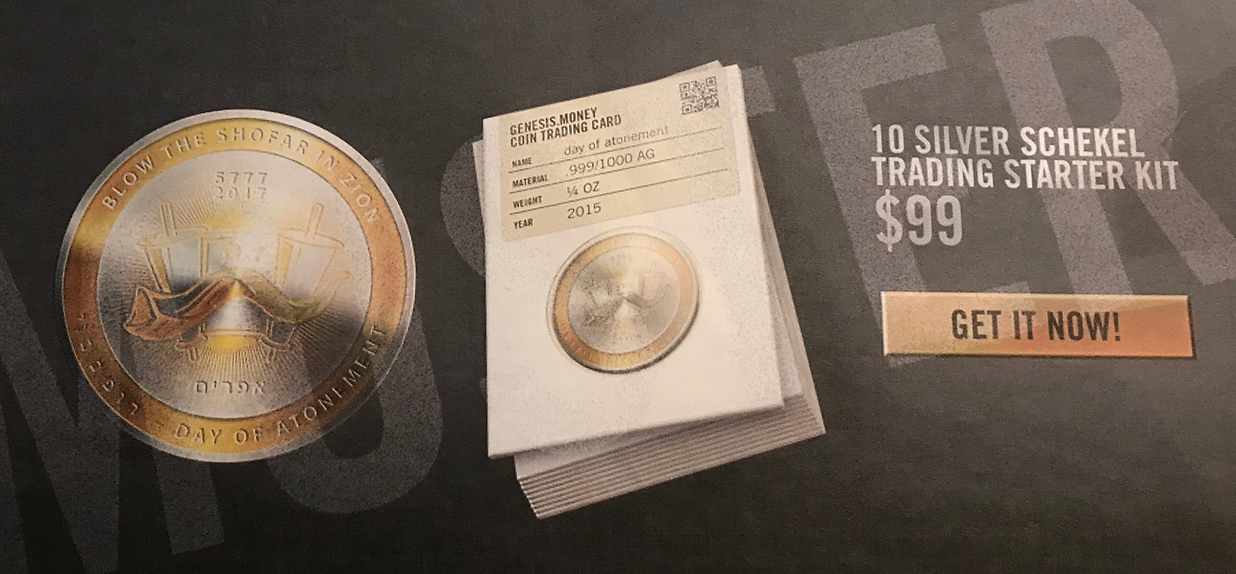 MUSTER
BLOW THE SHOFAR IN ZION
5777
2017
אפרים
DAY OF ATONEMENT
GENESIS.MONEY
COIN TRADING CARD
NAME day of atonement
MATERIAL .999/1000 AG
WEIGHT ¼ OZ
YEAR 2015
10 SILVER SCHEKEL
TRADING STARTER KIT
$99
GET IT NOW!